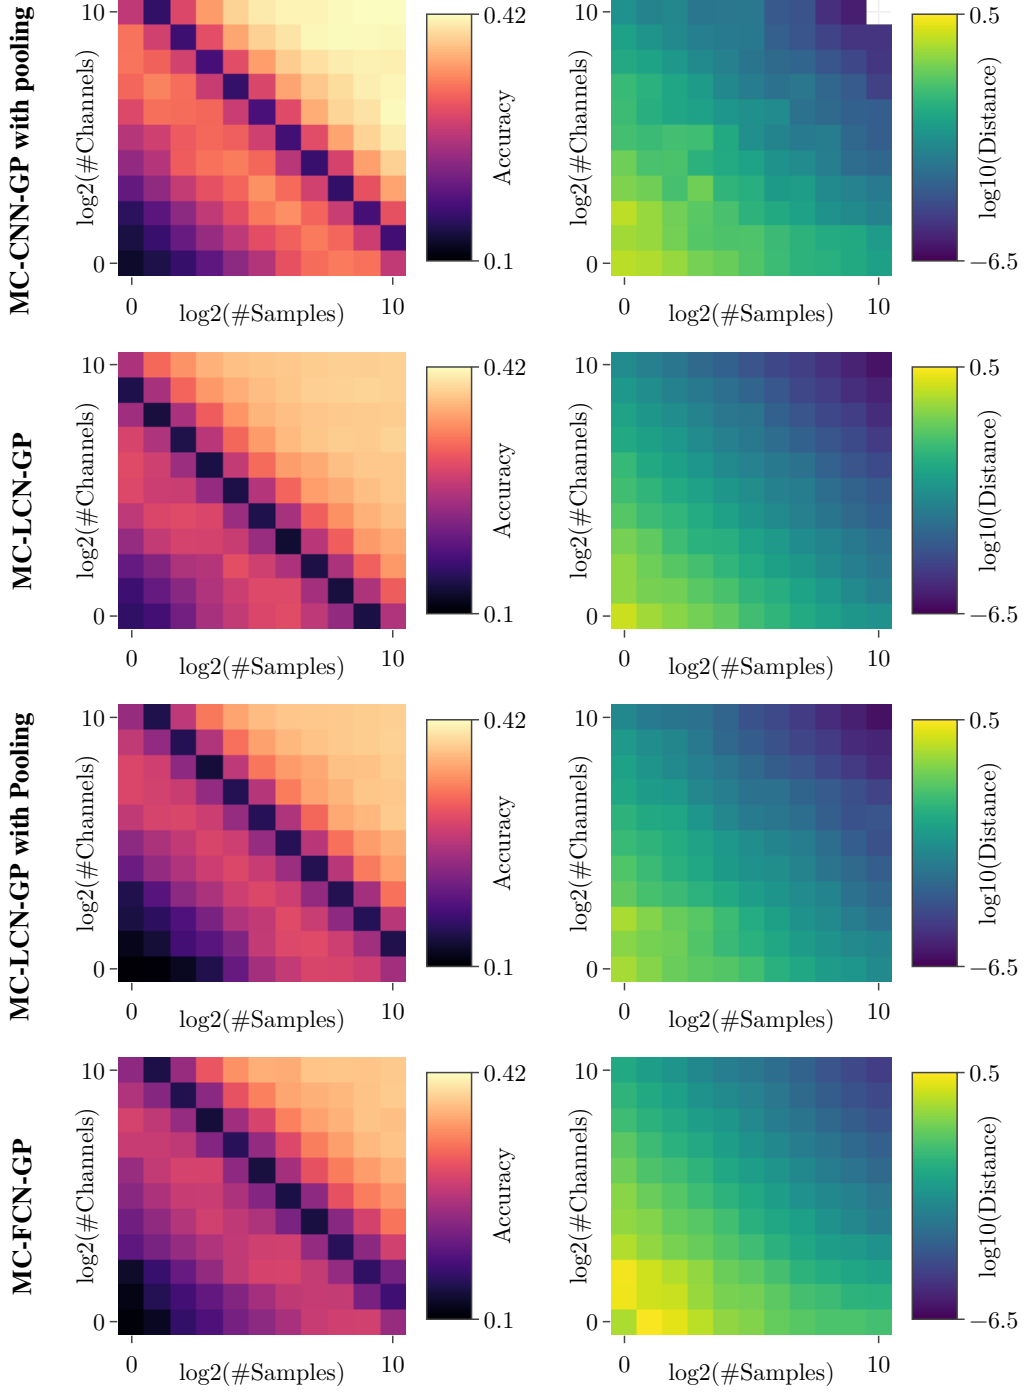 MC-CNN-GP with pooling
log2(#Channels)
10
0
0
10
log2(#Samples)
0.42
0.1
Accuracy
log2(#Channels)
10
0
0
10
log2(#Samples)
0.5
−6.5
log10(Distance)
MC-LCN-GP
log2(#Channels)
10
0
0
10
log2(#Samples)
0.42
0.1
Accuracy
log2(#Channels)
10
0
0
10
log2(#Samples)
0.5
−6.5
log10(Distance)
MC-LCN-GP with Pooling
log2(#Channels)
10
0
0
10
log2(#Samples)
0.42
0.1
Accuracy
log2(#Channels)
10
0
0
10
log2(#Samples)
0.5
−6.5
log10(Distance)
MC-FCN-GP
log2(#Channels)
10
0
0
10
log2(#Samples)
0.42
0.1
Accuracy
log2(#Channels)
10
0
0
10
log2(#Samples)
0.5
−6.5
log10(Distance)